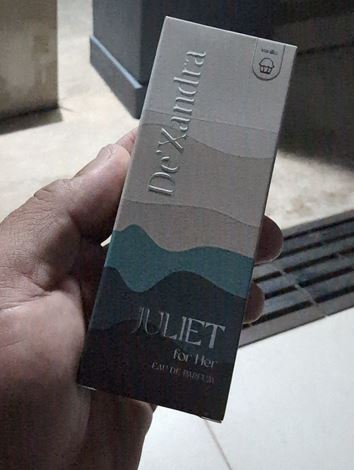 vanilla
De'Xandra
JULIET
for Her
EAU DE PARFUM